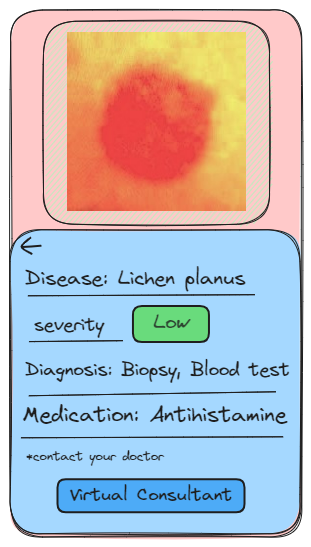 Disease: Lichen planus
severity Low
Diagnosis: Biopsy, Blood test
Medication: Antihistamine
*contact your doctor
Virtual Consultant